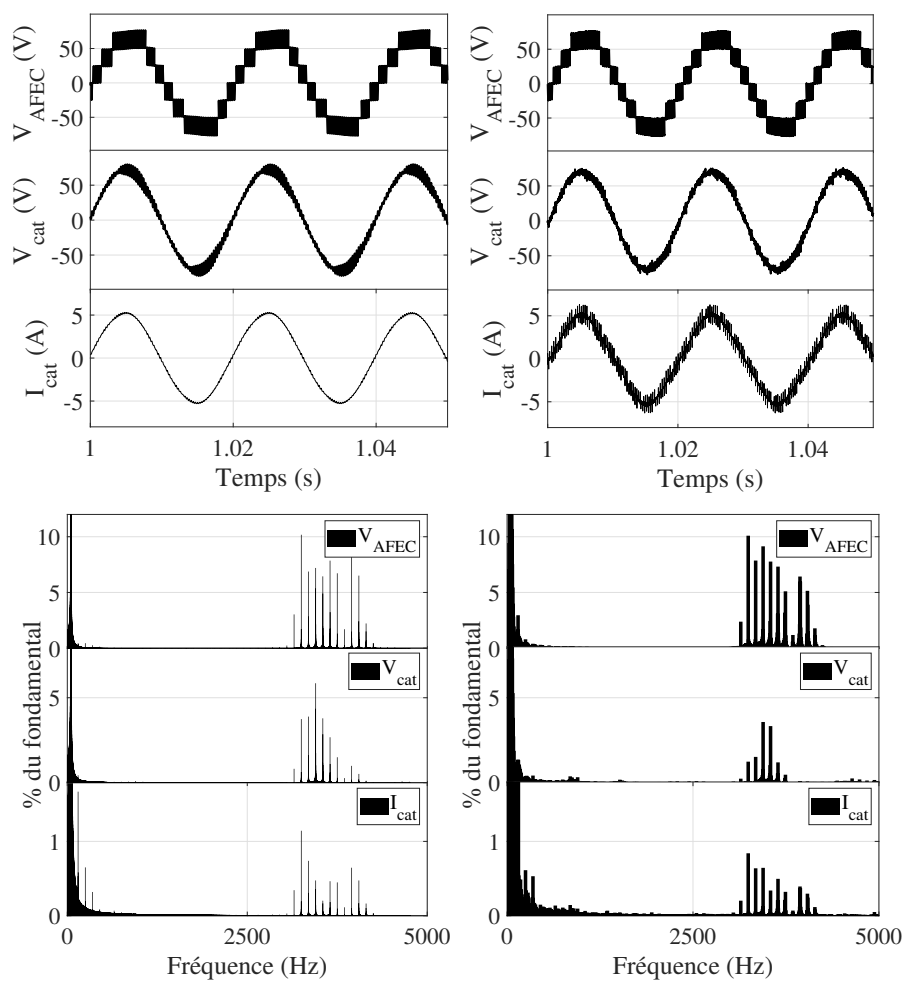 V_AFEC (V)
50
0
-50
V_cat (V)
50
0
-50
I_cat (A)
5
0
-5
1
1.02
1.04
Temps (s)
V_AFEC (V)
50
0
-50
V_cat (V)
50
0
-50
I_cat (A)
5
0
-5
1
1.02
1.04
Temps (s)
% du fondamental
10
5
0
V_AFEC
5
0
V_cat
1
0
I_cat
0
2500
5000
Fréquence (Hz)
% du fondamental
10
5
0
V_AFEC
5
0
V_cat
1
0
I_cat
0
2500
5000
Fréquence (Hz)